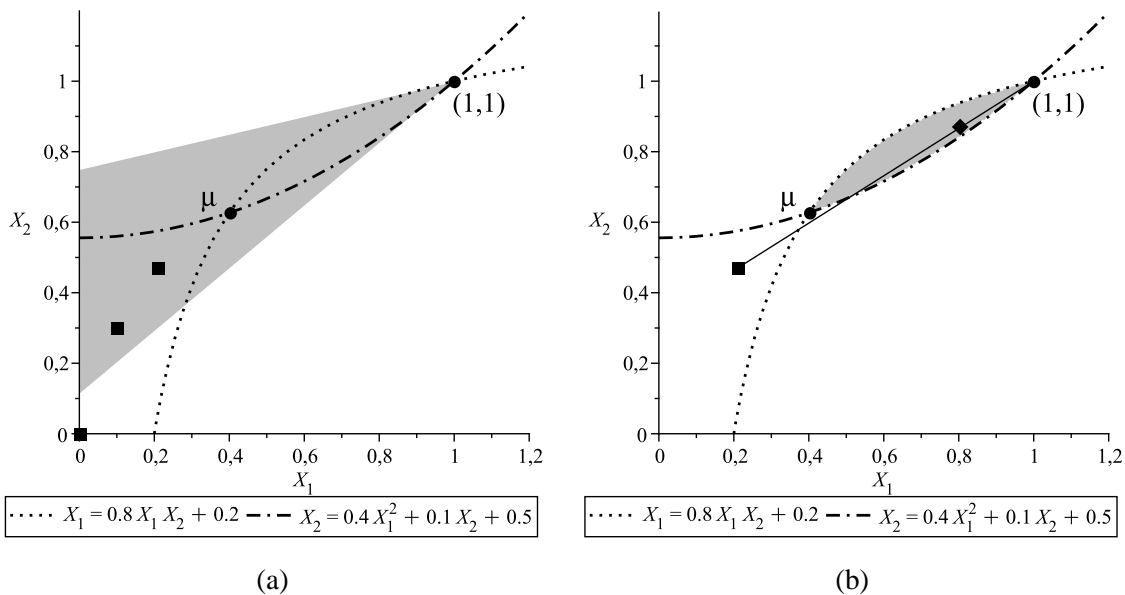 1
0,8
0,6
X2
0,4
0,2
0
0 0,2 0,4 0,6 0,8 1 1,2
X1
μ
(1,1)
X1 = 0.8 X1 X2 + 0.2 X2 = 0.4 X1^2 + 0.1 X2 + 0.5
(a)
1
0,8
0,6
X2
0,4
0,2
0
0 0,2 0,4 0,6 0,8 1 1,2
X1
μ
(1,1)
X1 = 0.8 X1 X2 + 0.2 X2 = 0.4 X1^2 + 0.1 X2 + 0.5
(b)